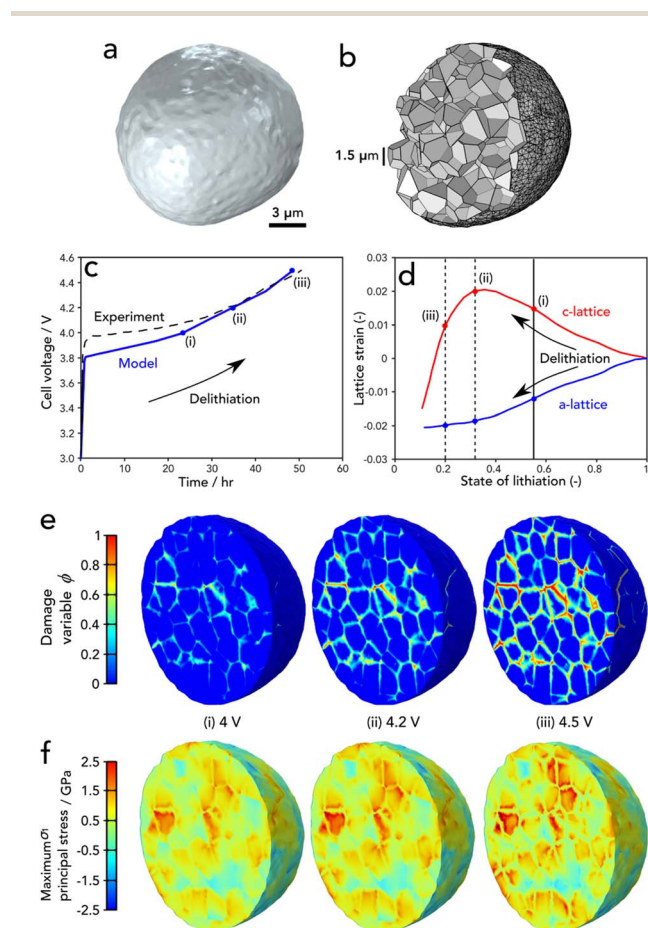 a
b
3 µm
1.5 µm
c
d
4.6
4.4
4.2
4.0
3.8
3.6
3.4
3.2
3.0
Cell voltage / V
Experiment
Model
(i)
(ii)
(iii)
Delithiation
0 10 20 30 40 50 60
Time / hr
0.03
0.02
0.01
0
-0.01
-0.02
-0.03
Lattice strain (-)
(iii)
(ii)
(i)
c-lattice
Delithiation
a-lattice
0 0.2 0.4 0.6 0.8 1
State of lithiation (-)
e
Damage
variable ϕ
1
0.8
0.6
0.4
0.2
0
(i) 4 V
(ii) 4.2 V
(iii) 4.5 V
f
Maximum σ₁
principal stress / GPa
2.5
1.5
0.5
-0.5
-1.5
-2.5